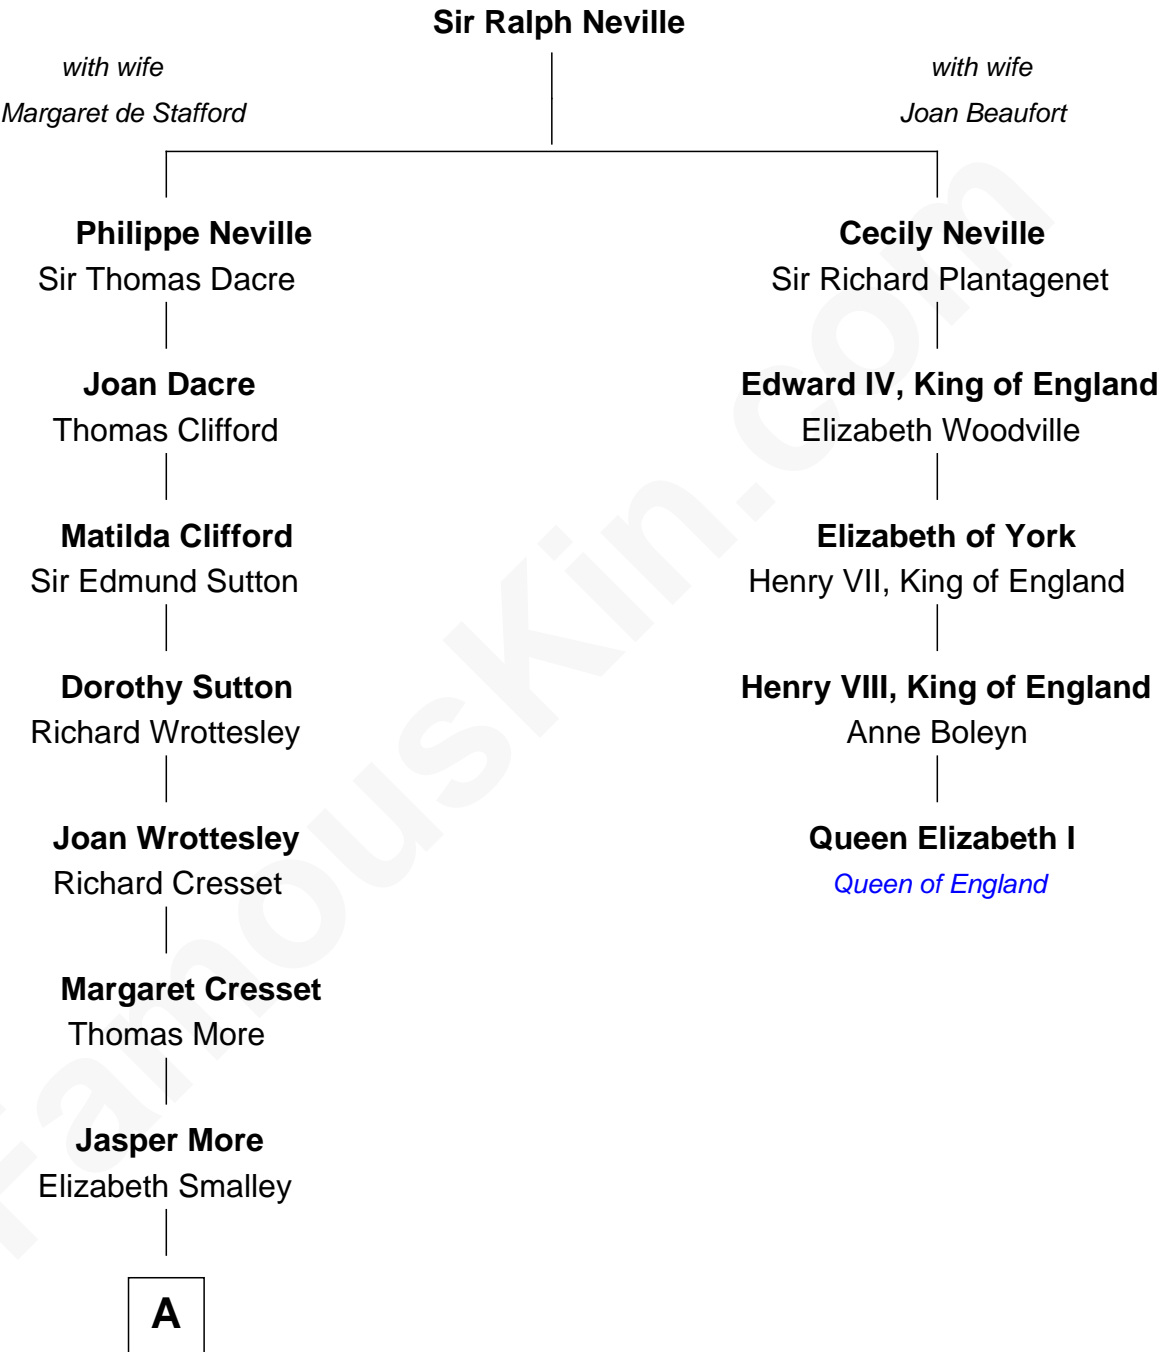 Sir Ralph Neville
with wife
Margaret de Stafford
with wife
Joan Beaufort
Philippe Neville
Sir Thomas Dacre
Cecily Neville
Sir Richard Plantagenet
Joan Dacre
Thomas Clifford
Edward IV, King of England
Elizabeth Woodville
Matilda Clifford
Sir Edmund Sutton
Elizabeth of York
Henry VII, King of England
Dorothy Sutton
Richard Wrottesley
Henry VIII, King of England
Anne Boleyn
Joan Wrottesley
Richard Cresset
Queen Elizabeth I
Queen of England
Margaret Cresset
Thomas More
Jasper More
Elizabeth Smalley
A
FamousKin.com